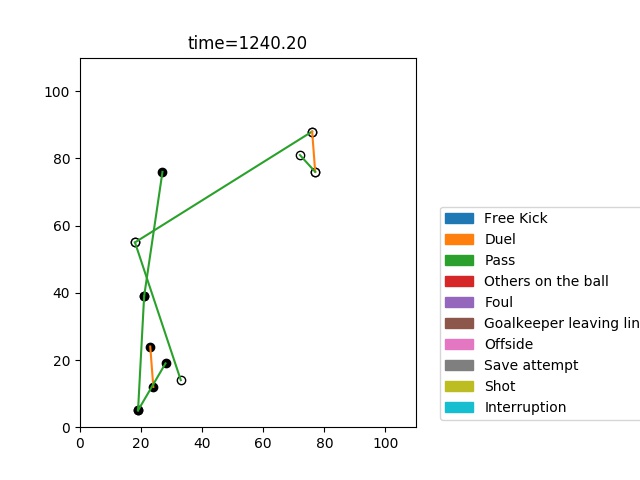 time=1240.20
100
80
60
40
20
0
0 20 40 60 80 100
Free Kick
Duel
Pass
Others on the ball
Foul
Goalkeeper leaving lin
Offside
Save attempt
Shot
Interruption